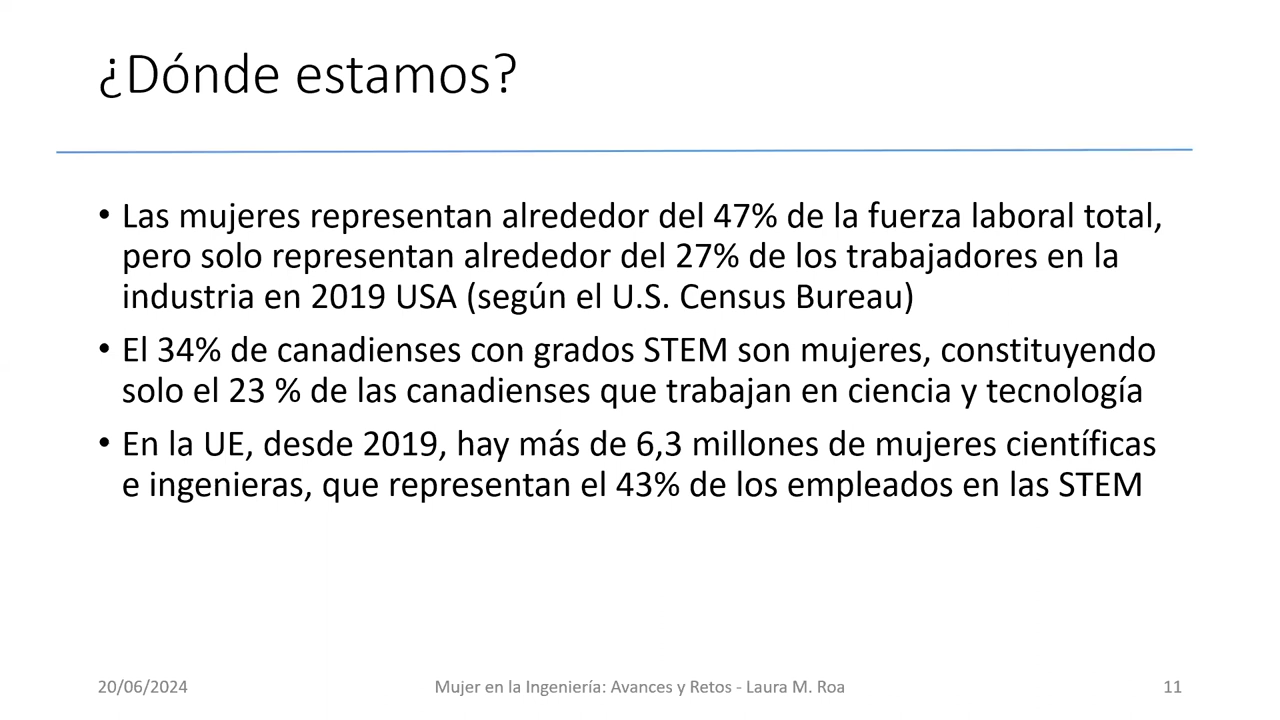 ¿Dónde estamos?
• Las mujeres representan alrededor del 47% de la fuerza laboral total,
pero solo representan alrededor del 27% de los trabajadores en la
industria en 2019 USA (según el U.S. Census Bureau)
• El 34% de canadienses con grados STEM son mujeres, constituyendo
solo el 23 % de las canadienses que trabajan en ciencia y tecnología
• En la UE, desde 2019, hay más de 6,3 millones de mujeres científicas
e ingenieras, que representan el 43% de los empleados en las STEM
20/06/2024
Mujer en la Ingeniería: Avances y Retos - Laura M. Roa
11